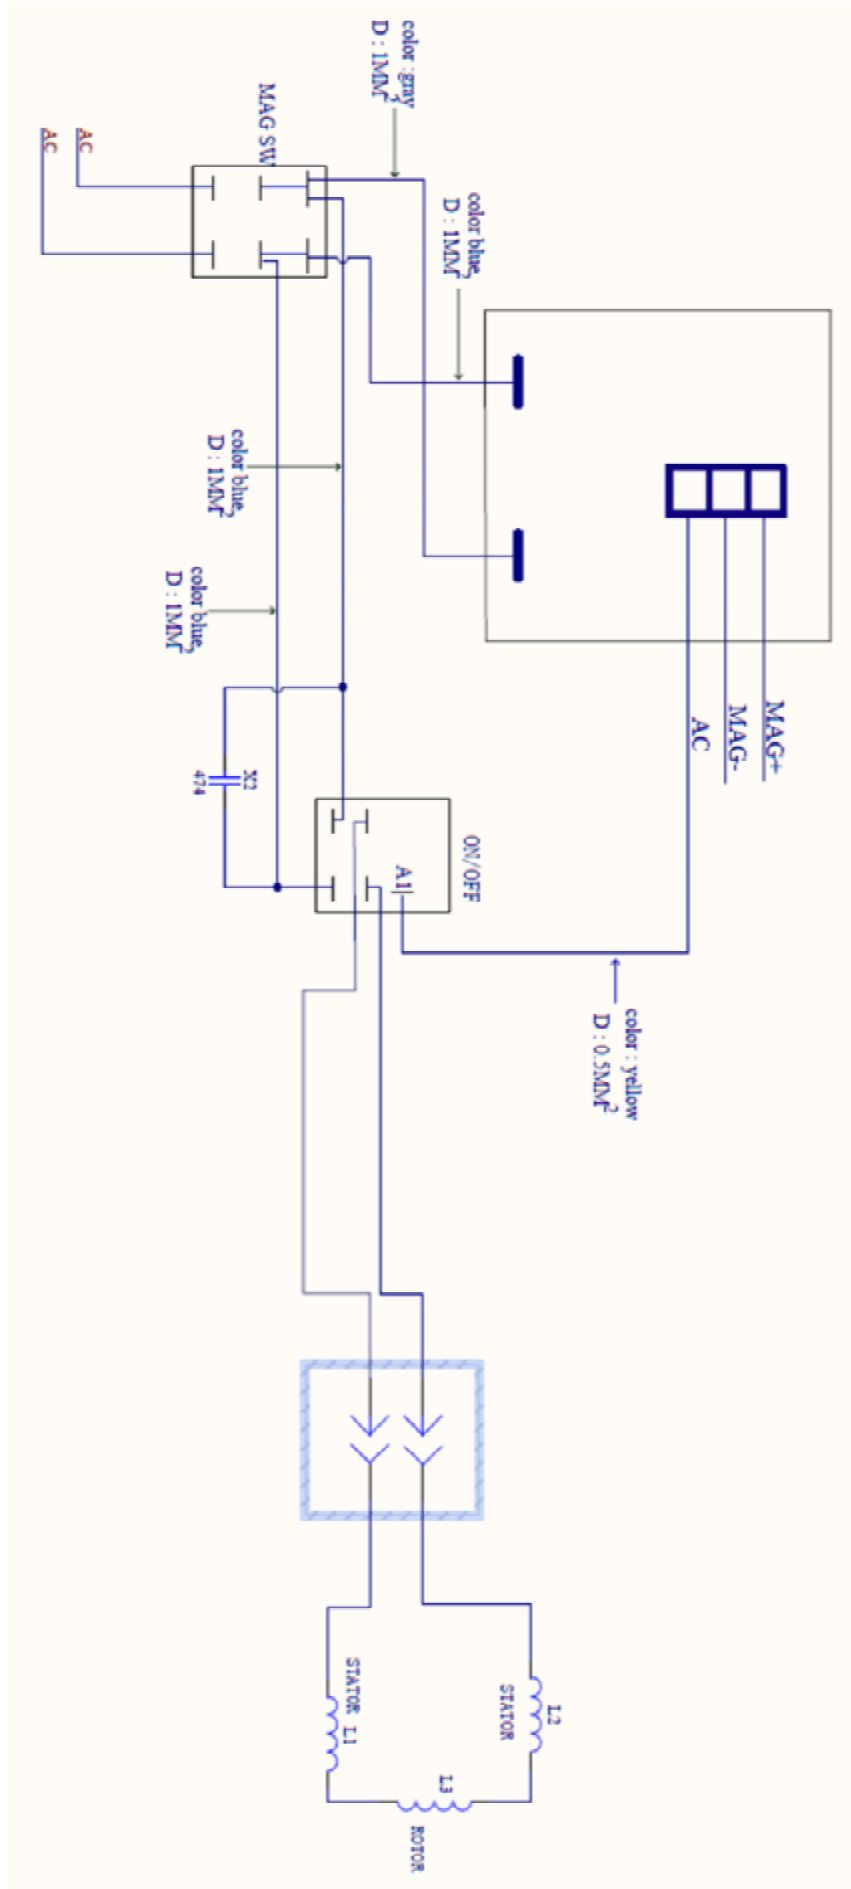 color :gray
D : 1MM2
MAG SW
AC
AC
color blue,
D : 1MM2
color blue,
D : 1MM2
color blue,
D : 1MM2
MAG+
MAG-
AC
X2
474
ON/OFF
A1
color : yellow
D : 0.5MM2
STATOR L1
L2
STATOR
L3
ROTOR